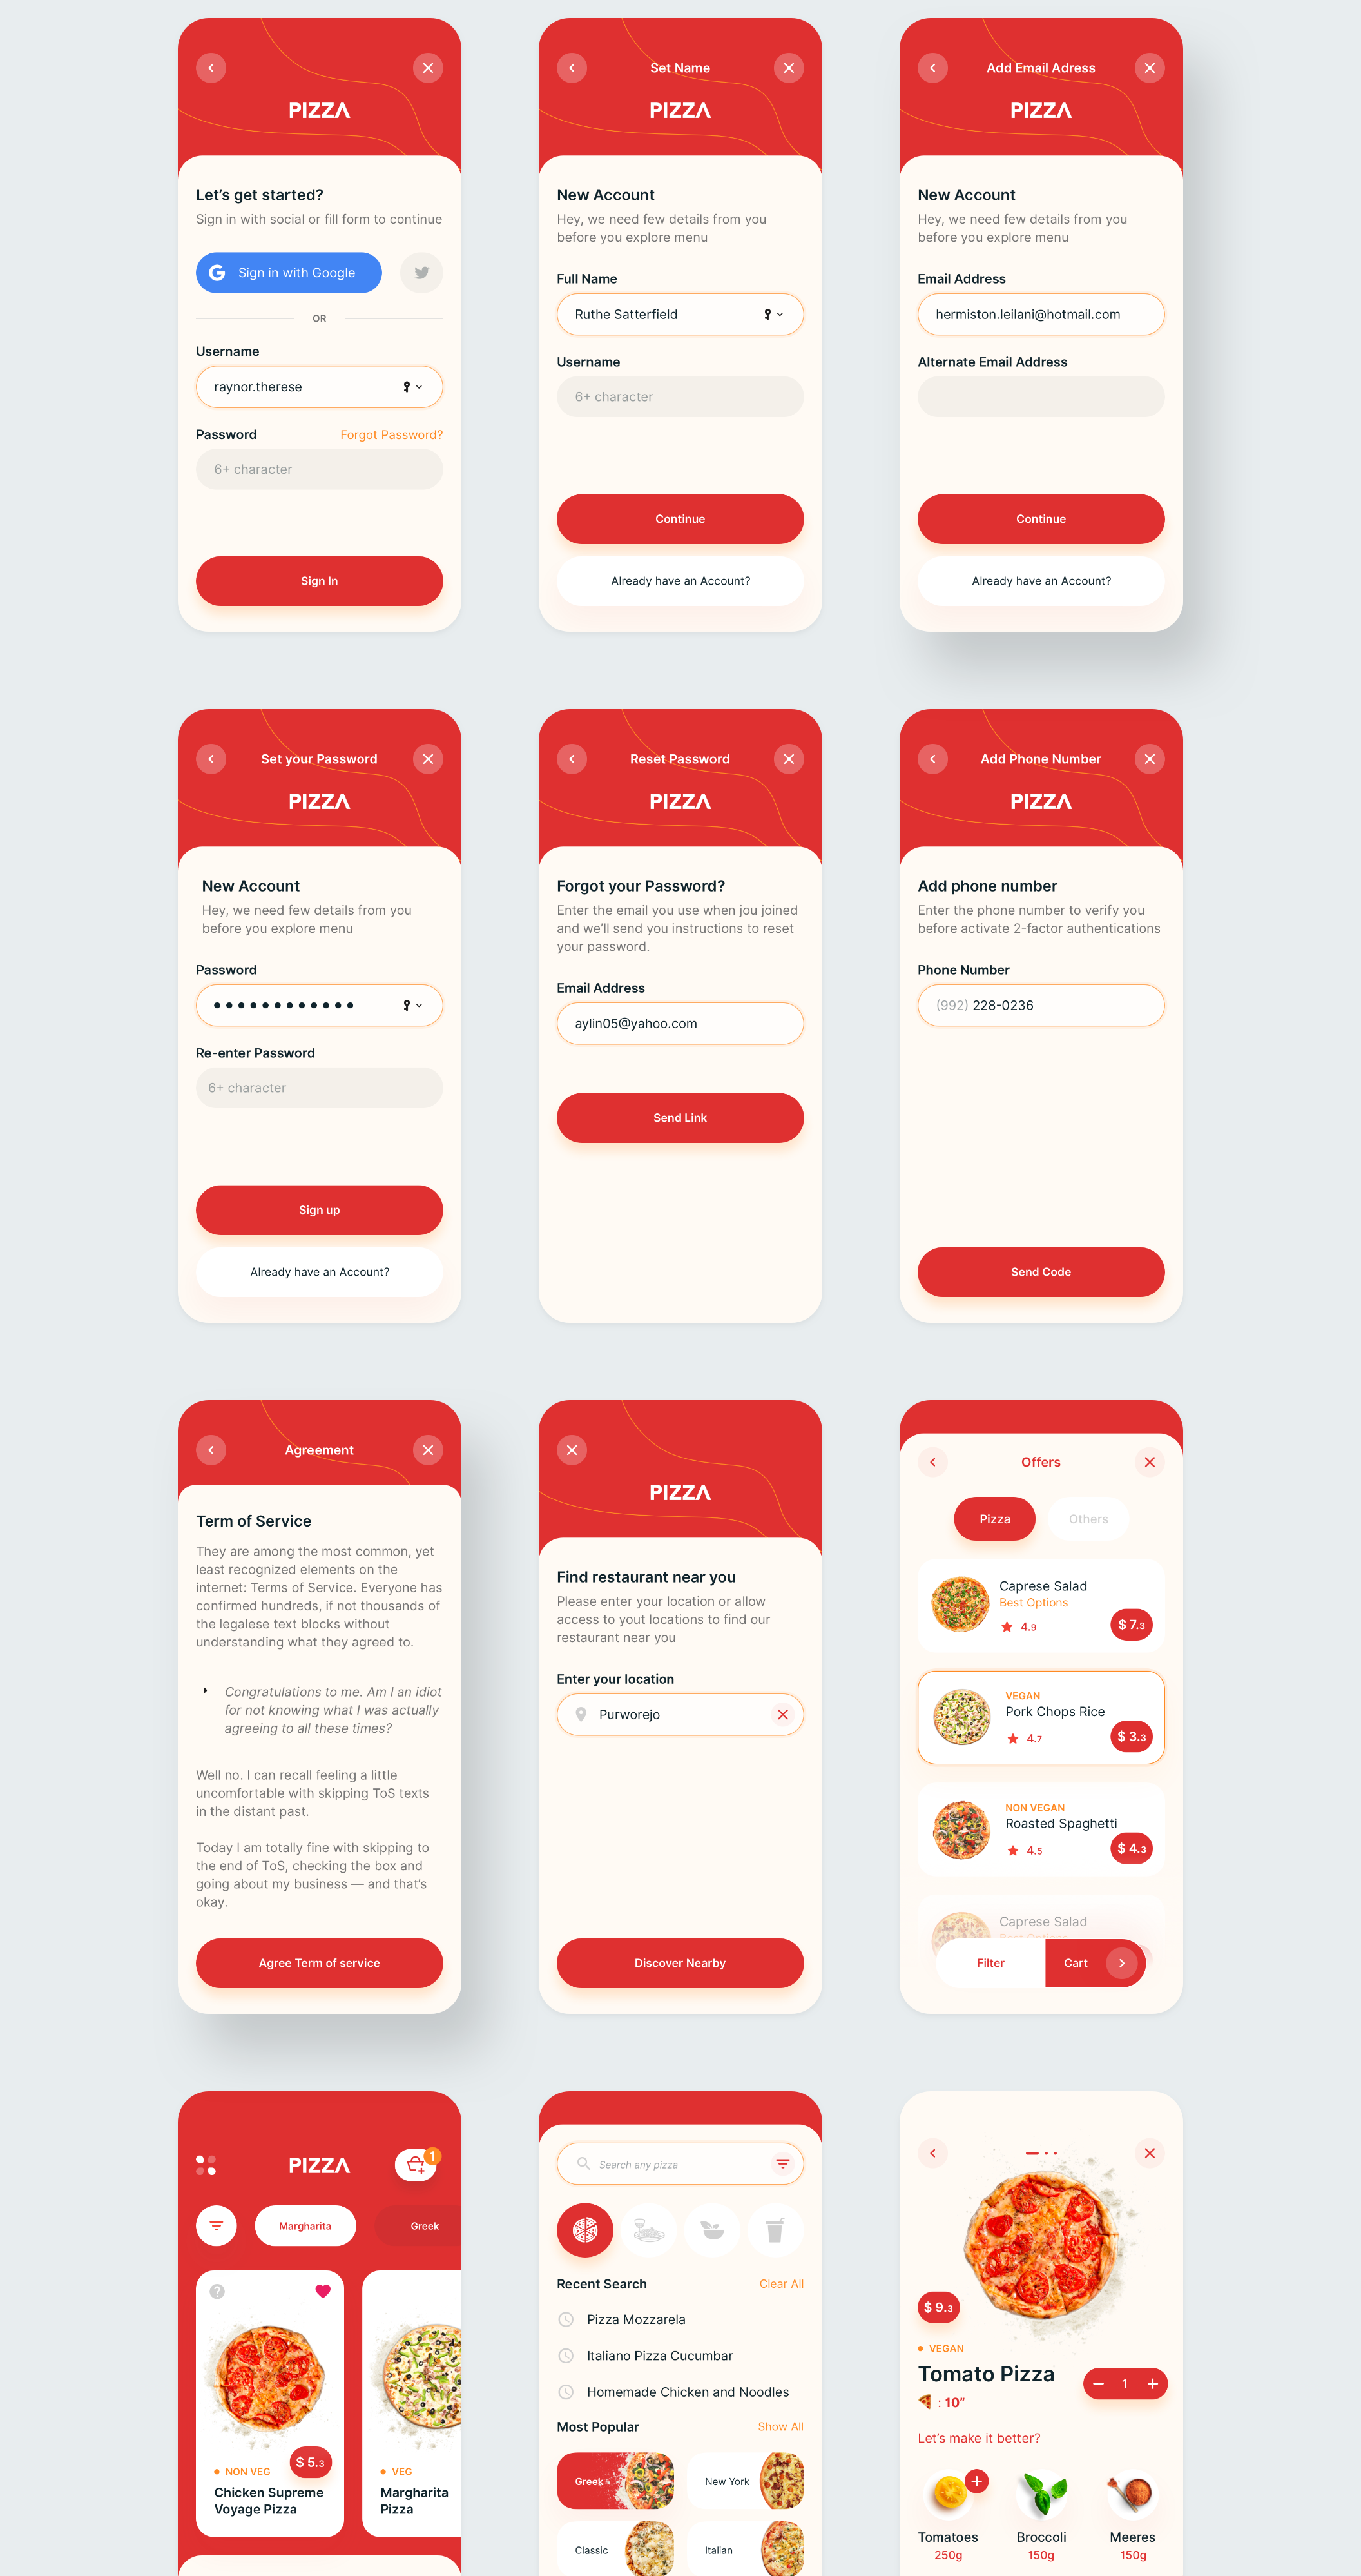 PIZZA
Let's get started?
Sign in with social or fill form to continue
Sign in with Google
OR
Username
raynor.therese
Password Forgot Password?
6+ character
Sign In
Set Name
PIZZA
New Account
Hey, we need few details from you
before you explore menu
Full Name
Ruthe Satterfield
Username
6+ character
Continue
Already have an Account?
Add Email Adress
PIZZA
New Account
Hey, we need few details from you
before you explore menu
Email Address
hermiston.leilani@hotmail.com
Alternate Email Address
Continue
Already have an Account?
Set your Password
PIZZA
New Account
Hey, we need few details from you
before you explore menu
Password
Re-enter Password
6+ character
Sign up
Already have an Account?
Reset Password
PIZZA
Forgot your Password?
Enter the email you use when jou joined
and we'll send you instructions to reset
your password.
Email Address
aylin05@yahoo.com
Send Link
Add Phone Number
PIZZA
Add phone number
Enter the phone number to verify you
before activate 2-factor authentications
Phone Number
(992) 228-0236
Send Code
Agreement
Term of Service
They are among the most common, yet
least recognized elements on the
internet: Terms of Service. Everyone has
confirmed hundreds, if not thousands of
the legalese text blocks without
understanding what they agreed to.
Congratulations to me. Am I an idiot
for not knowing what I was actually
agreeing to all these times?
Well no. I can recall feeling a little
uncomfortable with skipping ToS texts
in the distant past.
Today I am totally fine with skipping to
the end of ToS, checking the box and
going about my business — and that's
okay.
Agree Term of service
PIZZA
Find restaurant near you
Please enter your location or allow
access to yout locations to find our
restaurant near you
Enter your location
Purworejo
Discover Nearby
Offers
Pizza Others
Caprese Salad
Best Options
4.9 $ 7.3
VEGAN
Pork Chops Rice
4.7 $ 3.3
NON VEGAN
Roasted Spaghetti
4.5 $ 4.3
Caprese Salad
Best Options
Filter Cart
PIZZA 1
Margharita Greek
$ 5.3
NON VEG
Chicken Supreme
Voyage Pizza
VEG
Margharita
Pizza
Search any pizza
Recent Search Clear All
Pizza Mozzarela
Italiano Pizza Cucumbar
Homemade Chicken and Noodles
Most Popular Show All
Greek New York
Classic Italian
$ 9.3
VEGAN
Tomato Pizza
1
: 10"
Let's make it better?
Tomatoes Broccoli Meeres
250g 150g 150g